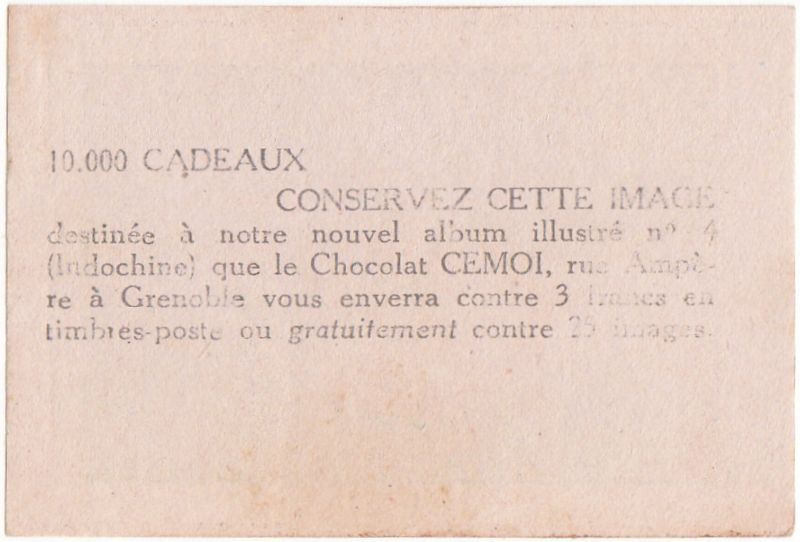 10.000 CADEAUX
CONSERVEZ CETTE IMAGE
destinée à notre nouvel album illustré nº 4
(Indochine) que le Chocolat CEMOI, rue Ampè-
re à Grenoble vous enverra contre 3 francs en
timbres-poste ou gratuitement contre 25 images.